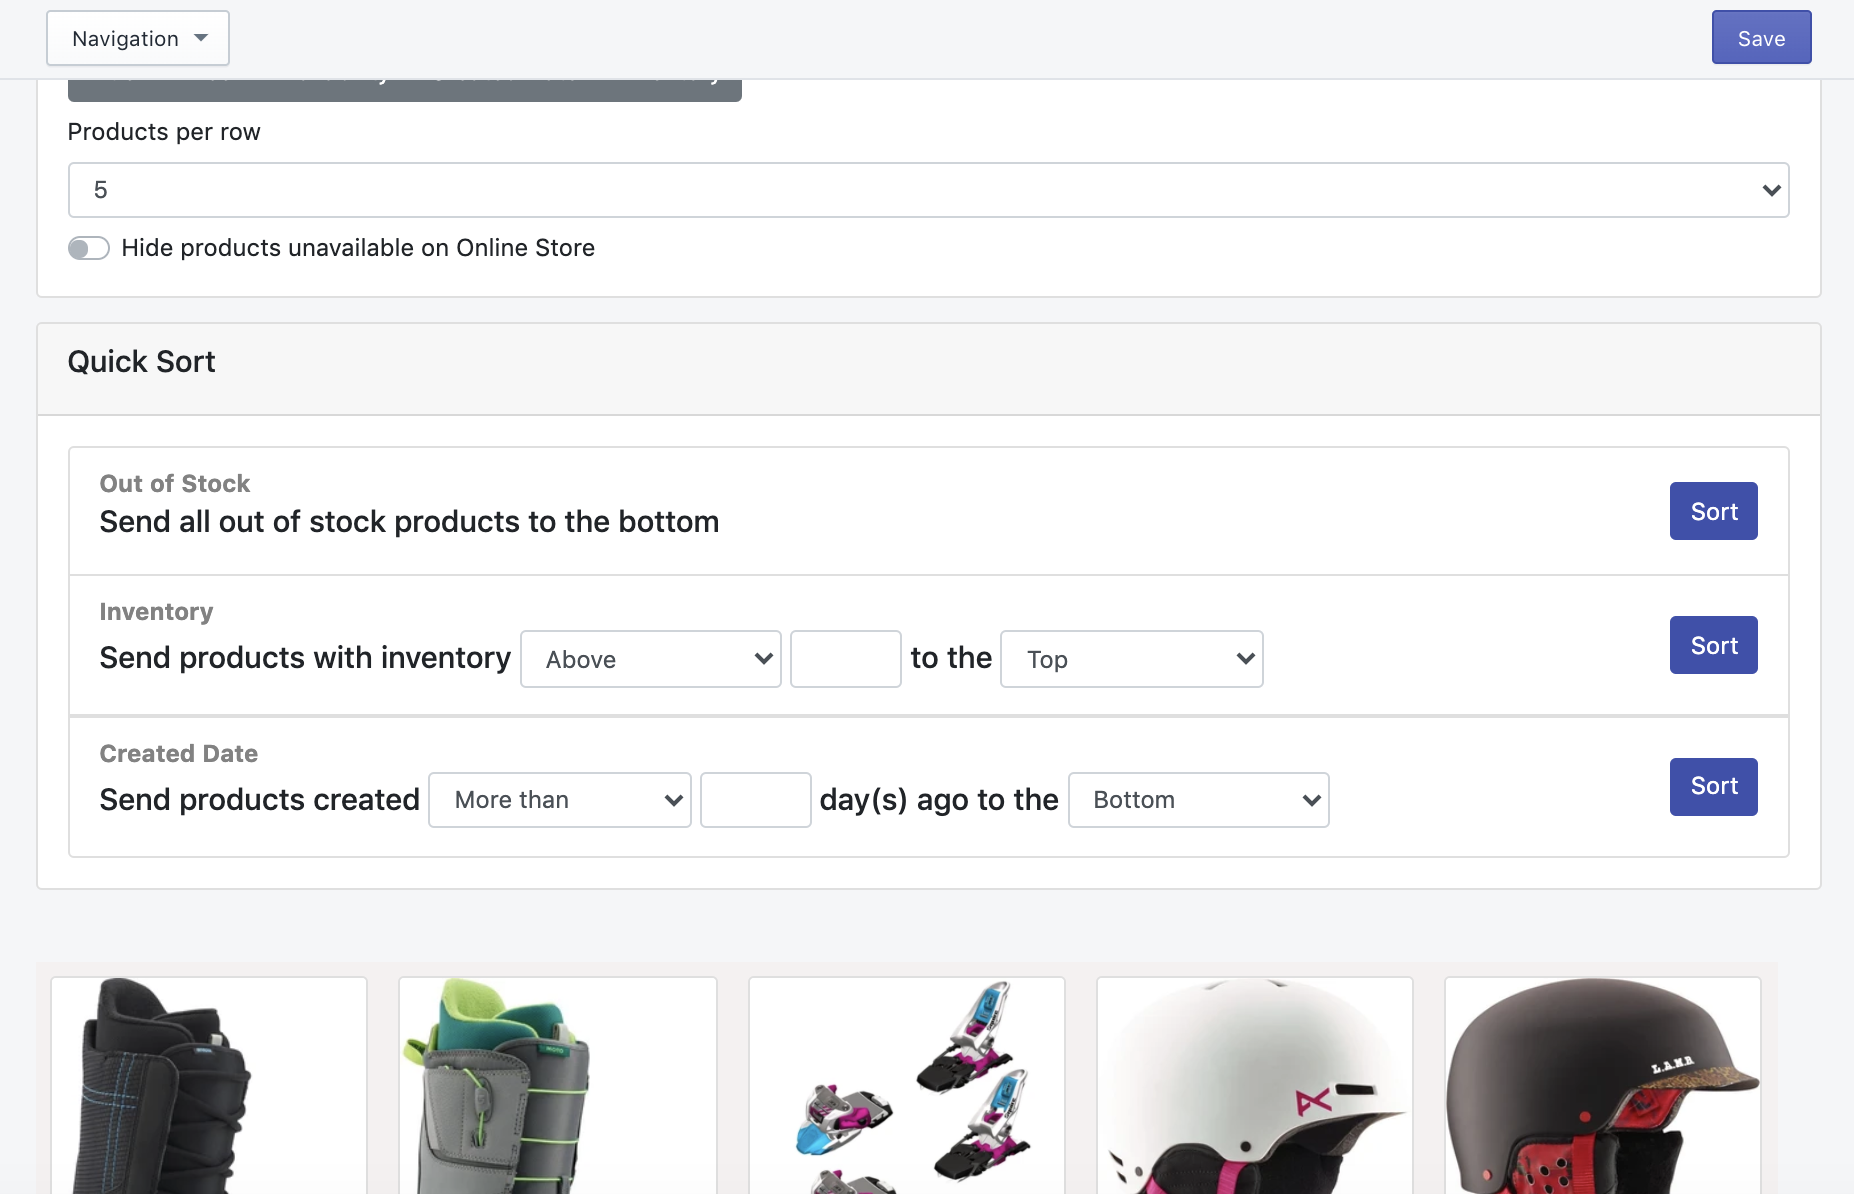 Navigation
Save
Products per row
5
Hide products unavailable on Online Store
Quick Sort
Out of Stock
Send all out of stock products to the bottom
Sort
Inventory
Send products with inventory Above to the Top
Sort
Created Date
Send products created More than day(s) ago to the Bottom
Sort
L.A.N.P.